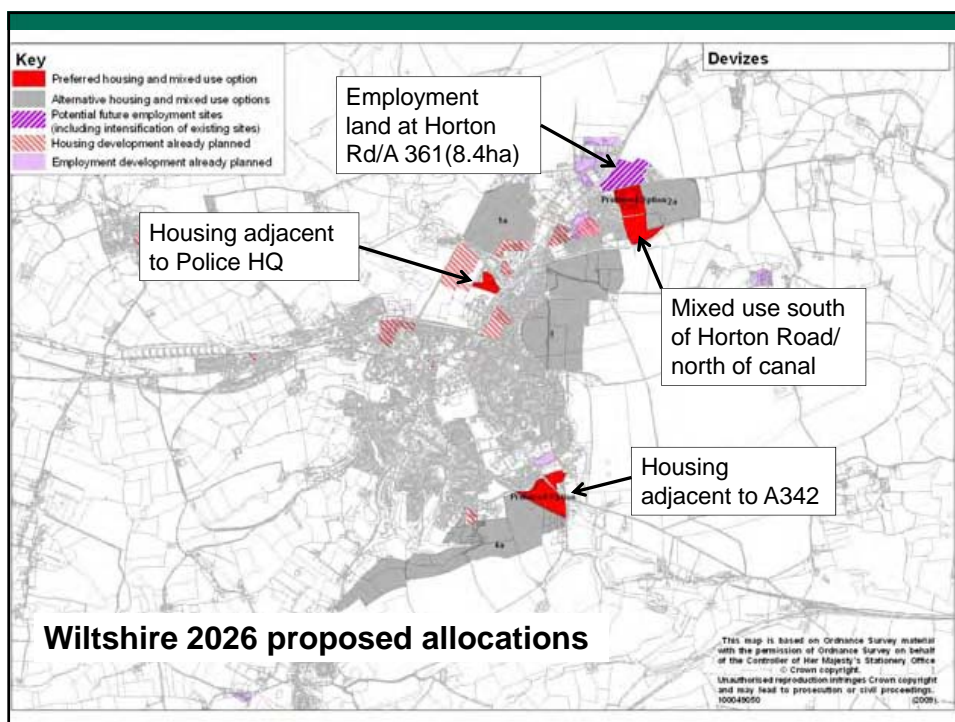 Key
Preferred housing and mixed use option
Alternative housing and mixed use options
Potential future employment sites
(including intensification of existing sites)
Housing development already planned
Employment development already planned
Devizes
Employment
land at Horton
Rd/A 361(8.4ha)
Housing adjacent
to Police HQ
Mixed use south
of Horton Road/
north of canal
Housing
adjacent to A342
Wiltshire 2026 proposed allocations
This map is based on Ordnance Survey material
with the permission of Ordnance Survey on behalf
of the Controller of Her Majesty's Stationery Office
© Crown copyright.
Unauthorised reproduction infringes Crown copyright
and may lead to prosecution or civil proceedings.
100049050 (2009).